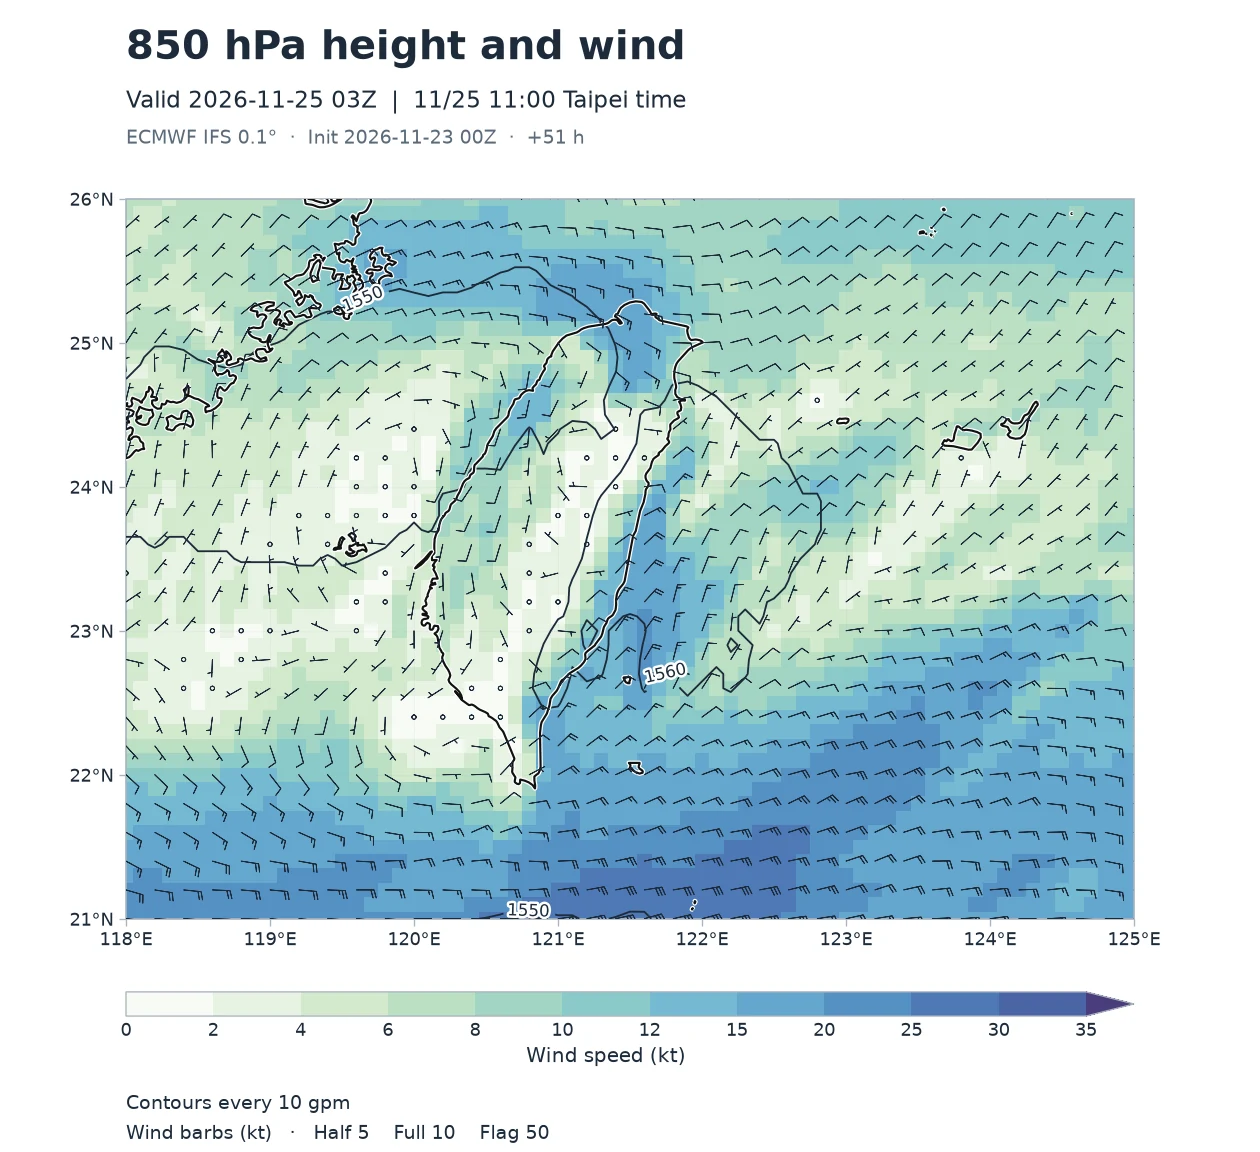 850 hPa height and wind
Valid 2026-11-25 03Z | 11/25 11:00 Taipei time
ECMWF IFS 0.1° · Init 2026-11-23 00Z · +51 h
26°N
25°N
24°N
23°N
22°N
21°N
1550
1560
1550
118°E 119°E 120°E 121°E 122°E 123°E 124°E 125°E
0 2 4 6 8 10 12 15 20 25 30 35
Wind speed (kt)
Contours every 10 gpm
Wind barbs (kt) · Half 5 Full 10 Flag 50